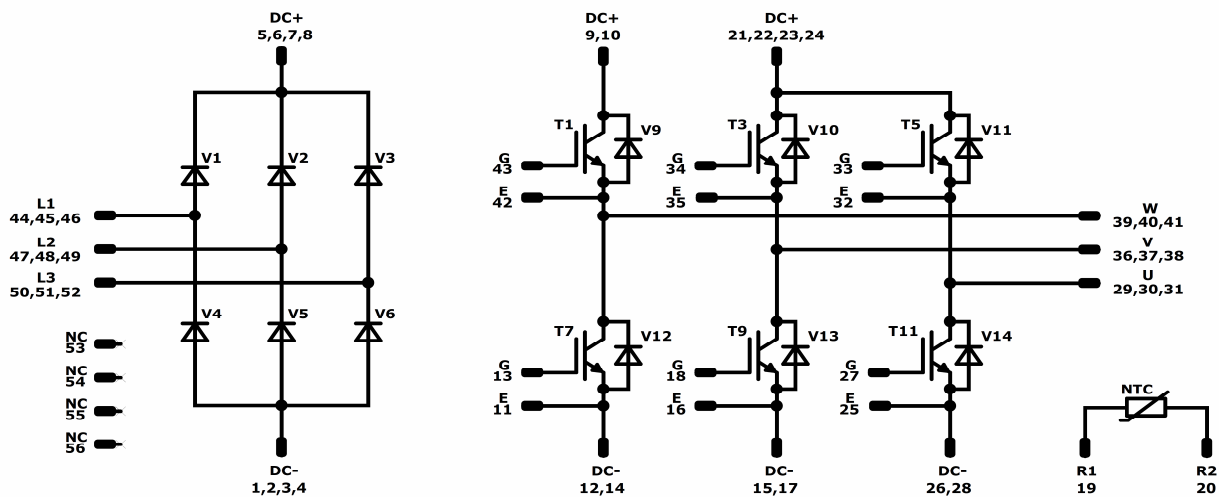 DC+
5,6,7,8
DC+
9,10
DC+
21,22,23,24
V1
V2
V3
T1
V9
T3
V10
T5
V11
G
43
G
34
G
33
E
42
E
35
E
32
L1
44,45,46
L2
47,48,49
L3
50,51,52
W
39,40,41
V
36,37,38
U
29,30,31
V4
V5
V6
T7
V12
T9
V13
T11
V14
NC
53
NC
54
NC
55
NC
56
G
13
G
18
G
27
E
11
E
16
E
25
NTC
DC-
1,2,3,4
DC-
12,14
DC-
15,17
DC-
26,28
R1
19
R2
20